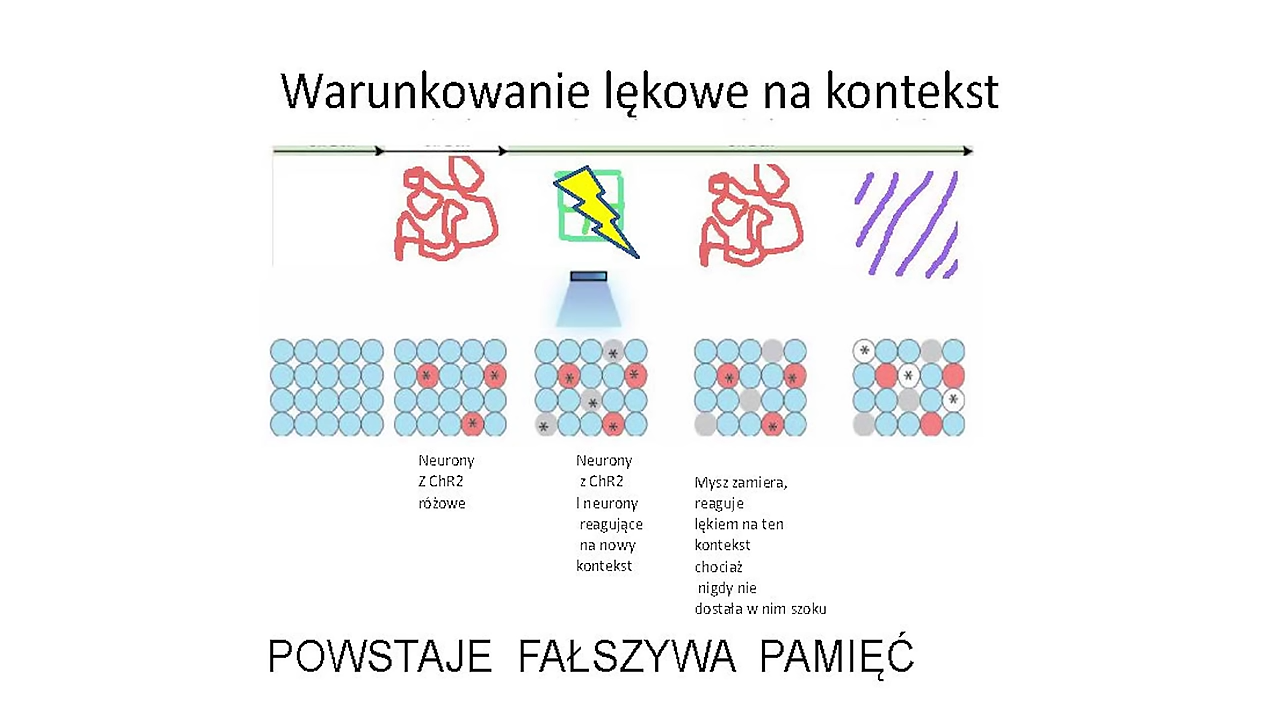 Warunkowanie lękowe na kontekst
Neurony
Z ChR2
różowe
Neurony
z ChR2
I neurony
reagujące
na nowy
kontekst
Mysz zamiera,
reaguje
lękiem na ten
kontekst
chociaż
nigdy nie
dostała w nim szoku
POWSTAJE FAŁSZYWA PAMIĘĆ